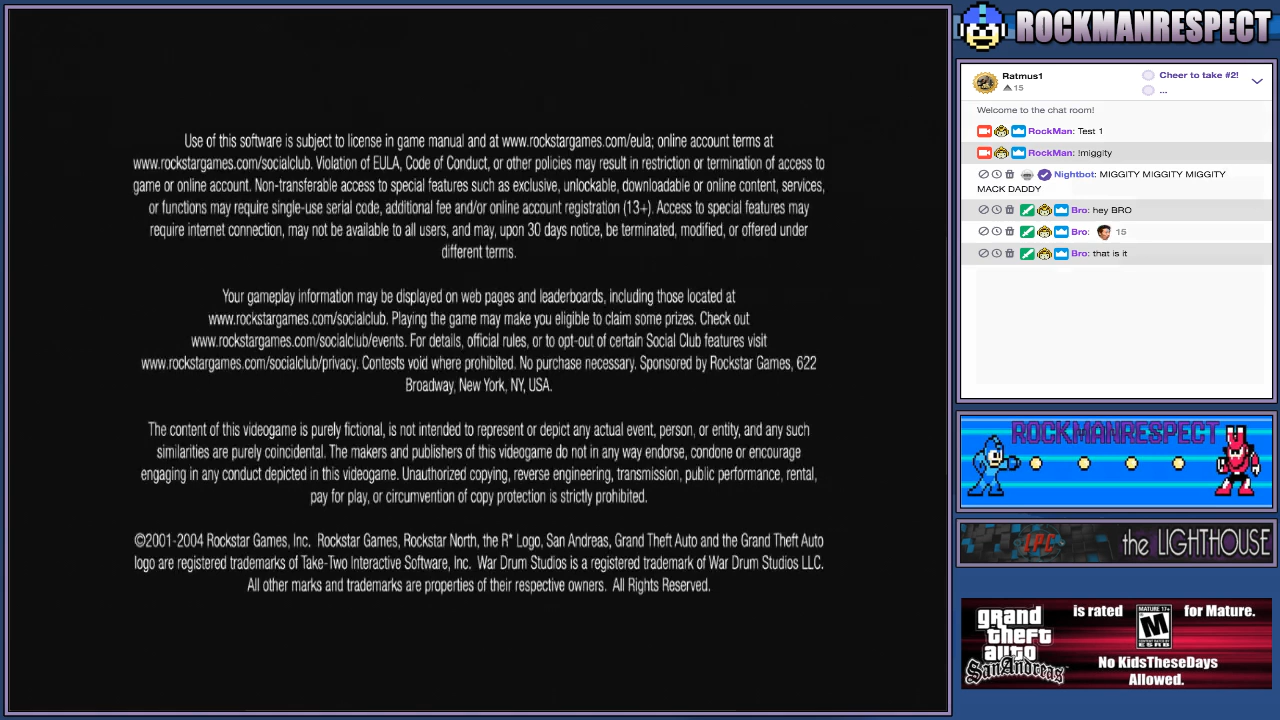 Use of this software is subject to license in game manual and at www.rockstargames.com/eula; online account terms at
www.rockstargames.com/socialclub. Violation of EULA, Code of Conduct, or other policies may result in restriction or termination of access to
game or online account. Non-transferable access to special features such as exclusive, unlockable, downloadable or online content, services,
or functions may require single-use serial code, additional fee and/or online account registration (13+). Access to special features may
require internet connection, may not be available to all users, and may, upon 30 days notice, be terminated, modified, or offered under
different terms.
Your gameplay information may be displayed on web pages and leaderboards, including those located at
www.rockstargames.com/socialclub. Playing the game may make you eligible to claim some prizes. Check out
www.rockstargames.com/socialclub/events. For details, official rules, or to opt-out of certain Social Club features visit
www.rockstargames.com/socialclub/privacy. Contests void where prohibited. No purchase necessary. Sponsored by Rockstar Games, 622
Broadway, New York, NY, USA.
The content of this videogame is purely fictional, is not intended to represent or depict any actual event, person, or entity, and any such
similarities are purely coincidental. The makers and publishers of this videogame do not in any way endorse, condone or encourage
engaging in any conduct depicted in this videogame. Unauthorized copying, reverse engineering, transmission, public performance, rental,
pay for play, or circumvention of copy protection is strictly prohibited.
©2001-2004 Rockstar Games, Inc. Rockstar Games, Rockstar North, the R* Logo, San Andreas, Grand Theft Auto and the Grand Theft Auto
logo are registered trademarks of Take-Two Interactive Software, Inc. War Drum Studios is a registered trademark of War Drum Studios LLC.
All other marks and trademarks are properties of their respective owners. All Rights Reserved.
ROCKMANRESPECT
Ratmus1
15
Cheer to take #2!
...
Welcome to the chat room!
RockMan: Test 1
RockMan: !miggity
Nightbot: MIGGITY MIGGITY MIGGITY
MACK DADDY
Bro: hey BRO
Bro: 15
Bro: that is it
ROCKMANRESPECT
LPC the LIGHTHOUSE
grand
theft
auto
SanAndreas
is rated
MATURE 17+
M
ESRB
for Mature.
No KidsTheseDays
Allowed.